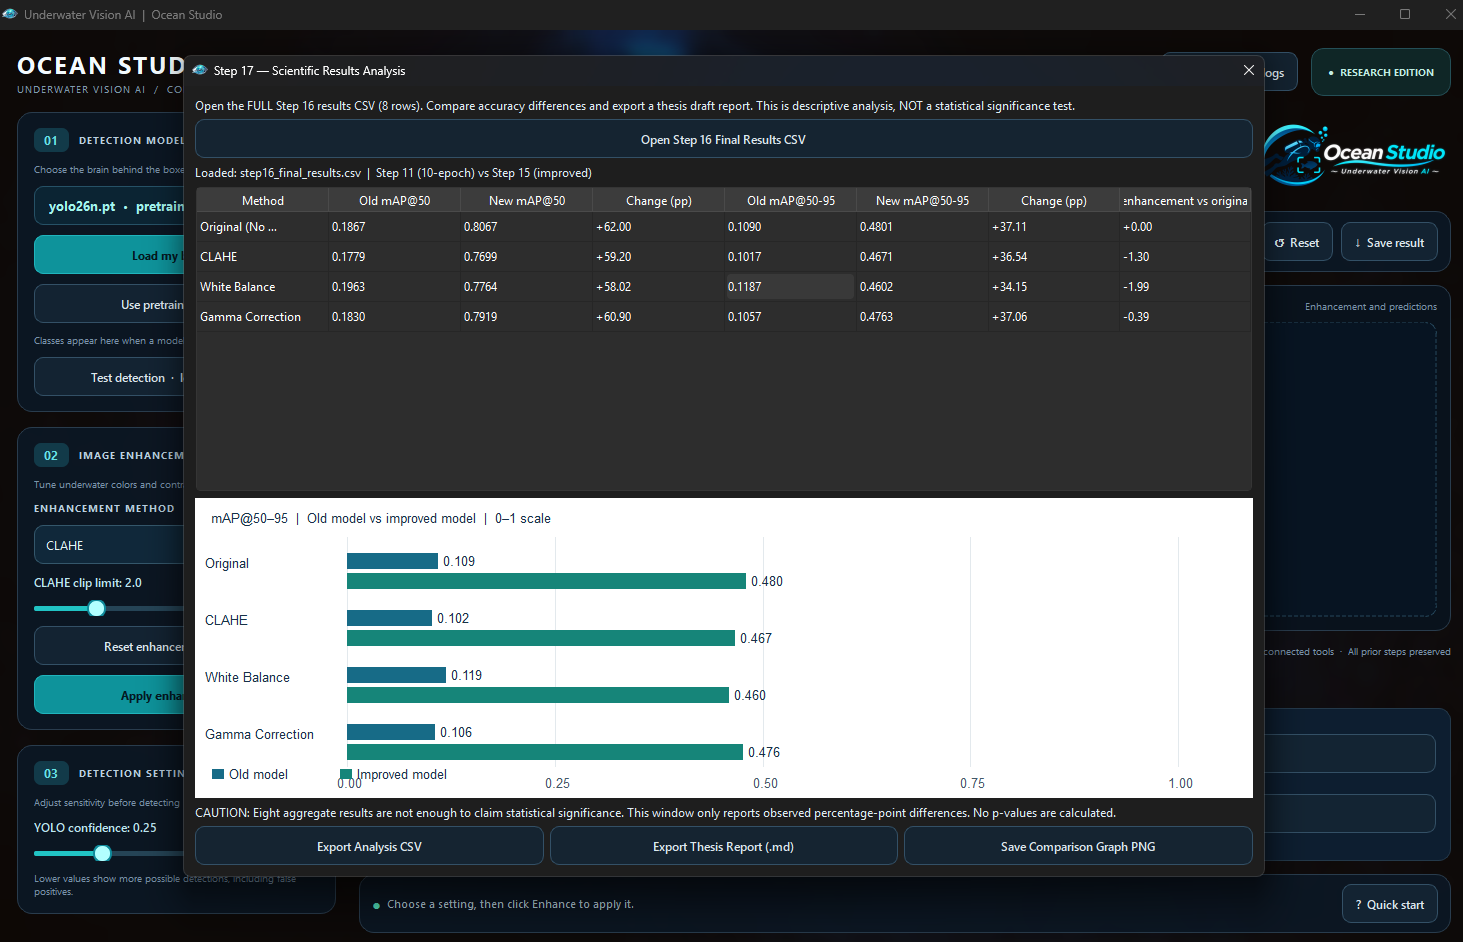 Underwater Vision AI | Ocean Studio
OCEAN STUD
UNDERWATER VISION AI / CO
ogs
• RESEARCH EDITION
01 DETECTION MODEL
Choose the brain behind the boxe
yolo26n.pt • pretrain
Load my
Use pretrain
Classes appear here when a mode
Test detection ·
02 IMAGE ENHANCEM
Tune underwater colors and contr
ENHANCEMENT METHOD
CLAHE
CLAHE clip limit: 2.0
Reset enhancer
Apply enha
03 DETECTION SETTIN
Adjust sensitivity before detecting
YOLO confidence: 0.25
Lower values show more possible detections, including false
positives.
Step 17 — Scientific Results Analysis
Open the FULL Step 16 results CSV (8 rows). Compare accuracy differences and export a thesis draft report. This is descriptive analysis, NOT a statistical significance test.
Open Step 16 Final Results CSV
Loaded: step16_final_results.csv | Step 11 (10-epoch) vs Step 15 (improved)
Method Old mAP@50 New mAP@50 Change (pp) Old mAP@50-95 New mAP@50-95 Change (pp) enhancement vs origina
Original (No ... 0.1867 0.8067 +62.00 0.1090 0.4801 +37.11 +0.00
CLAHE 0.1779 0.7699 +59.20 0.1017 0.4671 +36.54 -1.30
White Balance 0.1963 0.7764 +58.02 0.1187 0.4602 +34.15 -1.99
Gamma Correction 0.1830 0.7919 +60.90 0.1057 0.4763 +37.06 -0.39
mAP@50–95 | Old model vs improved model | 0–1 scale
Original 0.109
0.480
CLAHE 0.102
0.467
White Balance 0.119
0.460
Gamma Correction 0.106
0.476
Old model Improved model
0.00 0.25 0.50 0.75 1.00
CAUTION: Eight aggregate results are not enough to claim statistical significance. This window only reports observed percentage-point differences. No p-values are calculated.
Export Analysis CSV
Export Thesis Report (.md)
Save Comparison Graph PNG
Ocean Studio
~ Underwater Vision AI ~
Reset
↓ Save result
Enhancement and predictions
connected tools · All prior steps preserved
Choose a setting, then click Enhance to apply it.
? Quick start